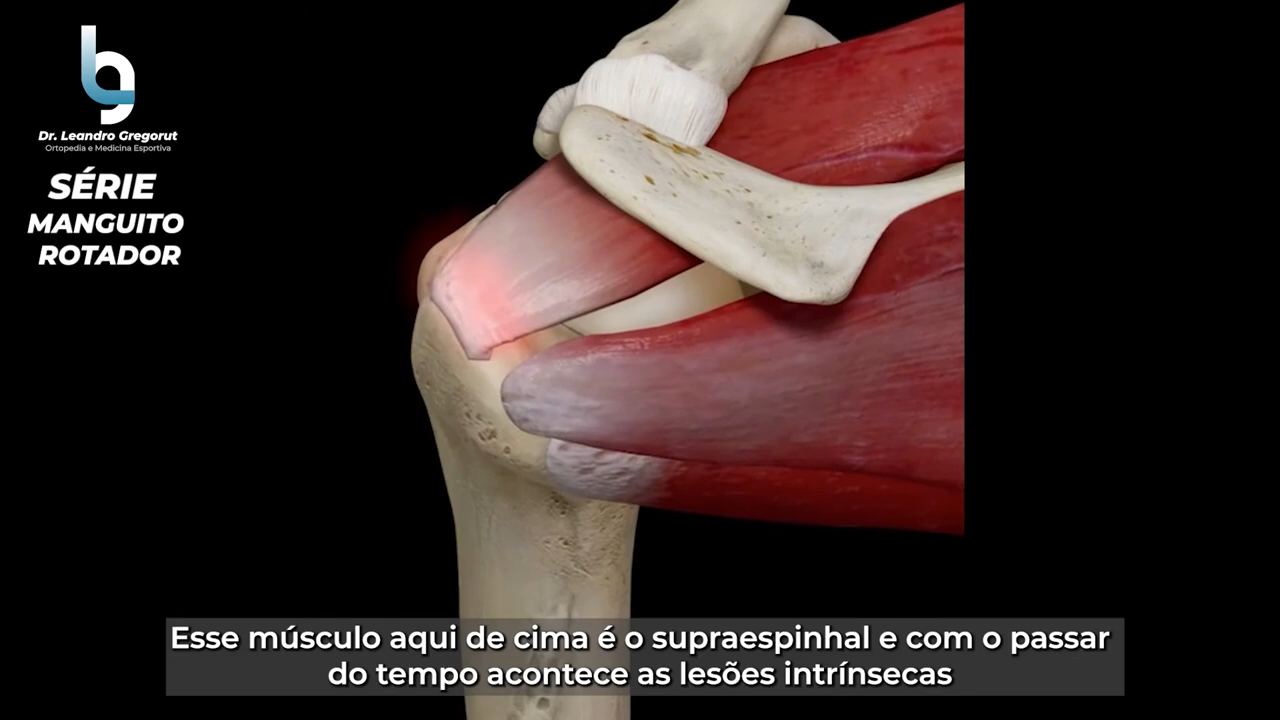 Dr. Leandro Gregorut
Ortopedia e Medicina Esportiva
SÉRIE
MANGUITO
ROTADOR
Esse músculo aqui de cima é o supraespinhal e com o passar
do tempo acontece as lesões intrínsecas